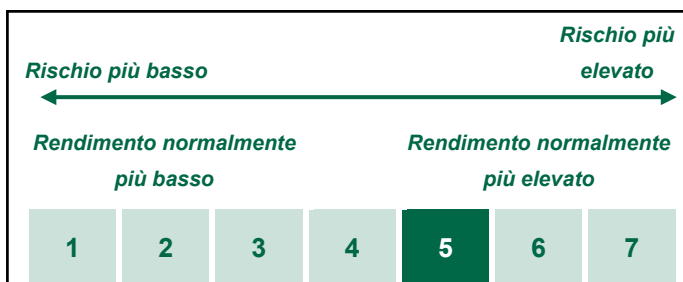 Rischio più basso
Rischio più
elevato
Rendimento normalmente
più basso
Rendimento normalmente
più elevato
1 2 3 4 5 6 7